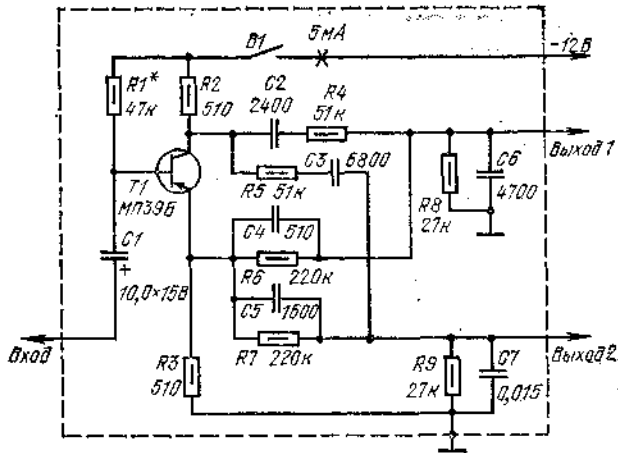 В1
5мА
-12В
R1*
47к
R2
510
C2
2400
R4
51к
Выход 1
C3
6800
R5
51к
T1
МП39Б
C6
4700
R8
27к
C1
+
10,0×15В
C4
510
R6
220к
C5
1600
R7
220к
Вход
Выход 2
R3
510
R9
27к
C7
0,015